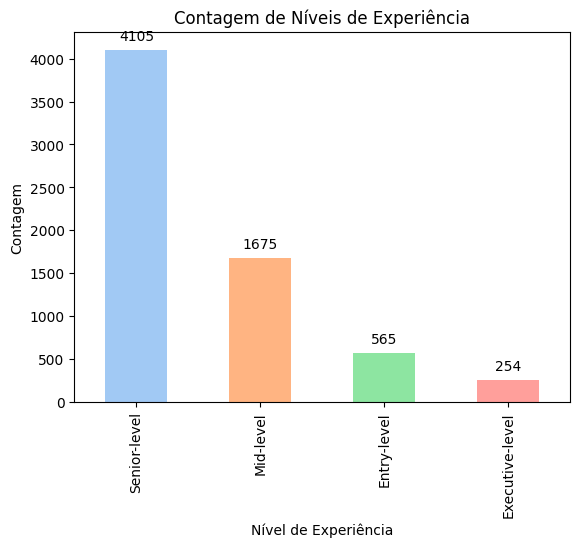 Contagem de Níveis de Experiência
4105
4000
3500
3000
2500
2000
1500
1000
500
0
Contagem
1675
565
254
Senior-level
Mid-level
Entry-level
Executive-level
Nível de Experiência